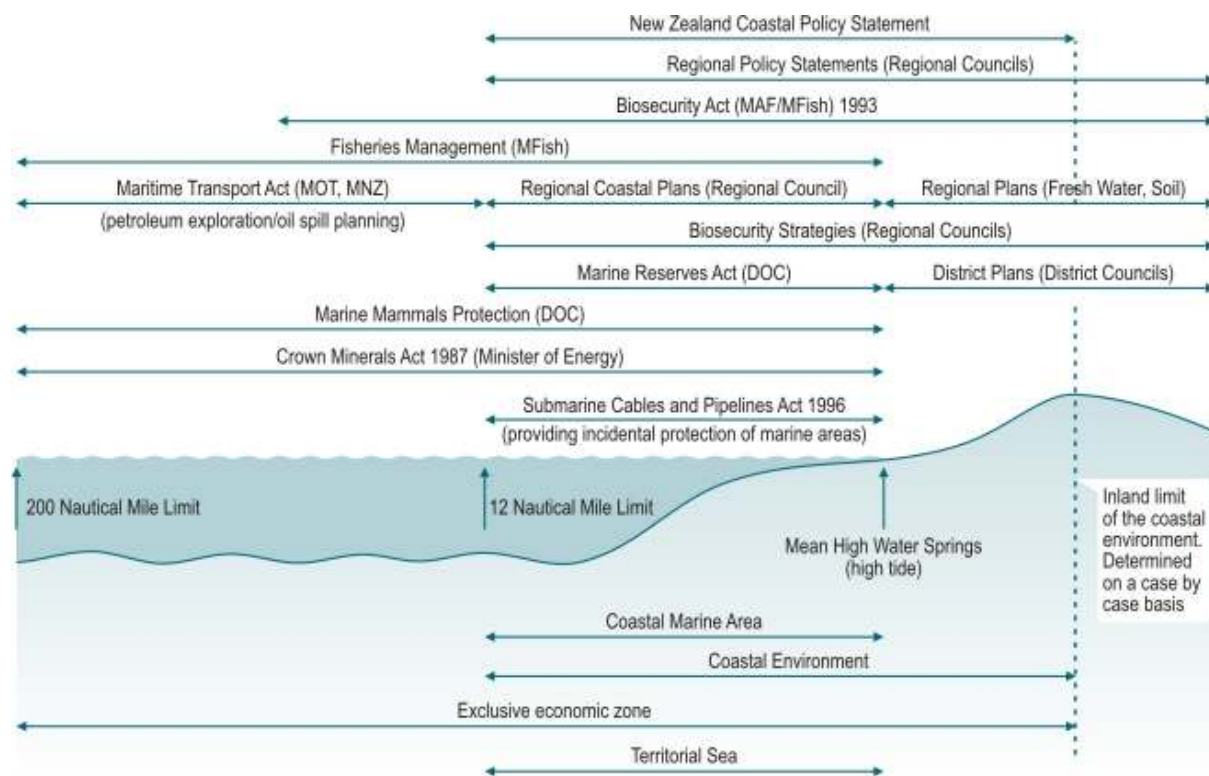 New Zealand Coastal Policy Statement
Regional Policy Statements (Regional Councils)
Biosecurity Act (MAF/MFish) 1993
Fisheries Management (MFish)
Maritime Transport Act (MOT, MNZ)
(petroleum exploration/oil spill planning)
Regional Coastal Plans (Regional Council)
Regional Plans (Fresh Water, Soil)
Biosecurity Strategies (Regional Councils)
Marine Reserves Act (DOC)
District Plans (District Councils)
Marine Mammals Protection (DOC)
Crown Minerals Act 1987 (Minister of Energy)
Submarine Cables and Pipelines Act 1996
(providing incidental protection of marine areas)
200 Nautical Mile Limit
12 Nautical Mile Limit
Mean High Water Springs
(high tide)
Inland limit
of the coastal
environment.
Determined
on a case by
case basis
Coastal Marine Area
Coastal Environment
Exclusive economic zone
Territorial Sea